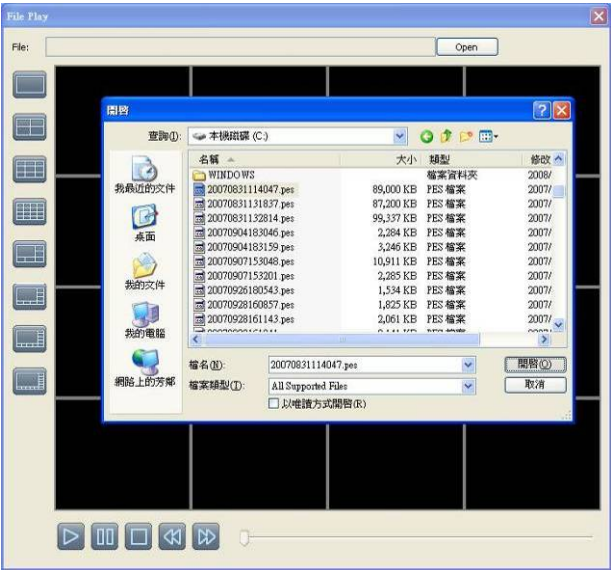 File Play
File:
Open
開啓
查詢(I):
本機磁碟 (C:)
名稱 大小 類型 修改
WINDOWS 檔案資料夾 2008/
20070831114047.pes 89,000 KB PES 檔案 2007/
20070831131837.pes 87,200 KB PES 檔案 2007/
20070831132814.pes 99,337 KB PES 檔案 2007/
20070904183046.pes 2,284 KB PES 檔案 2007/
20070904183159.pes 3,246 KB PES 檔案 2007/
20070907153048.pes 10,911 KB PES 檔案 2007/
20070907153201.pes 2,285 KB PES 檔案 2007/
20070926180543.pes 1,534 KB PES 檔案 2007/
20070928160857.pes 1,825 KB PES 檔案 2007/
20070928161143.pes 2,061 KB PES 檔案 2007/
我最近的文件
桌面
我的文件
我的電腦
網路上的芳鄰
檔名(N):
20070831114047.pes
開啓(O)
檔案類型(T):
All Supported Files
取消
以唯讀方式開啓(R)